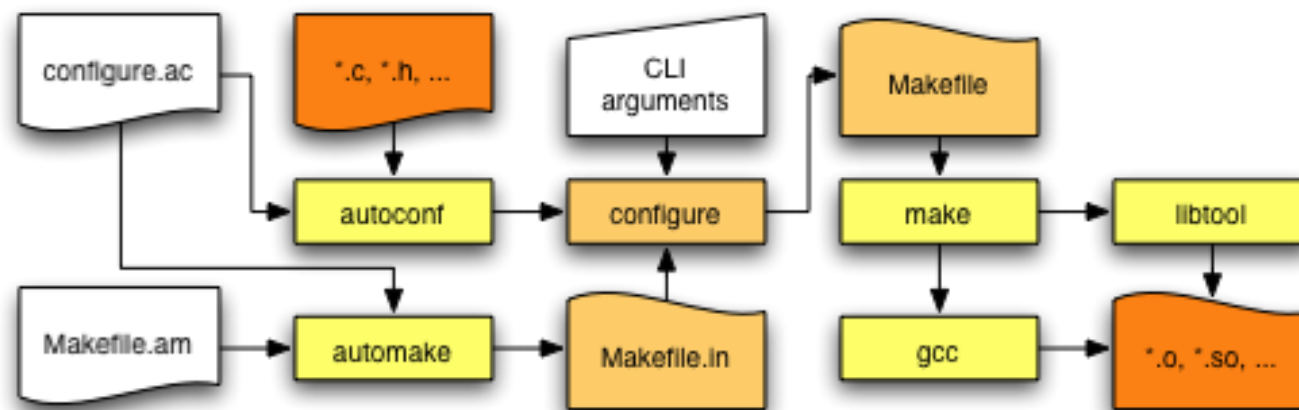 configure.ac
*.c, *.h, ...
CLI
arguments
Makefile
autoconf
configure
make
libtool
Makefile.am
automake
Makefile.in
gcc
*.o, *.so, ...